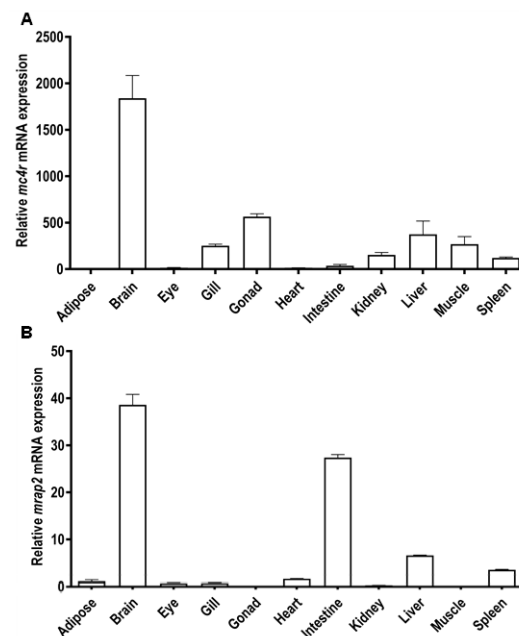 A
Relative mc4r mRNA expression
2500
2000
1500
1000
500
0
Adipose
Brain
Eye
Gill
Gonad
Heart
Intestine
Kidney
Liver
Muscle
Spleen
B
Relative mrap2 mRNA expression
50
40
30
20
10
0
Adipose
Brain
Eye
Gill
Gonad
Heart
Intestine
Kidney
Liver
Muscle
Spleen